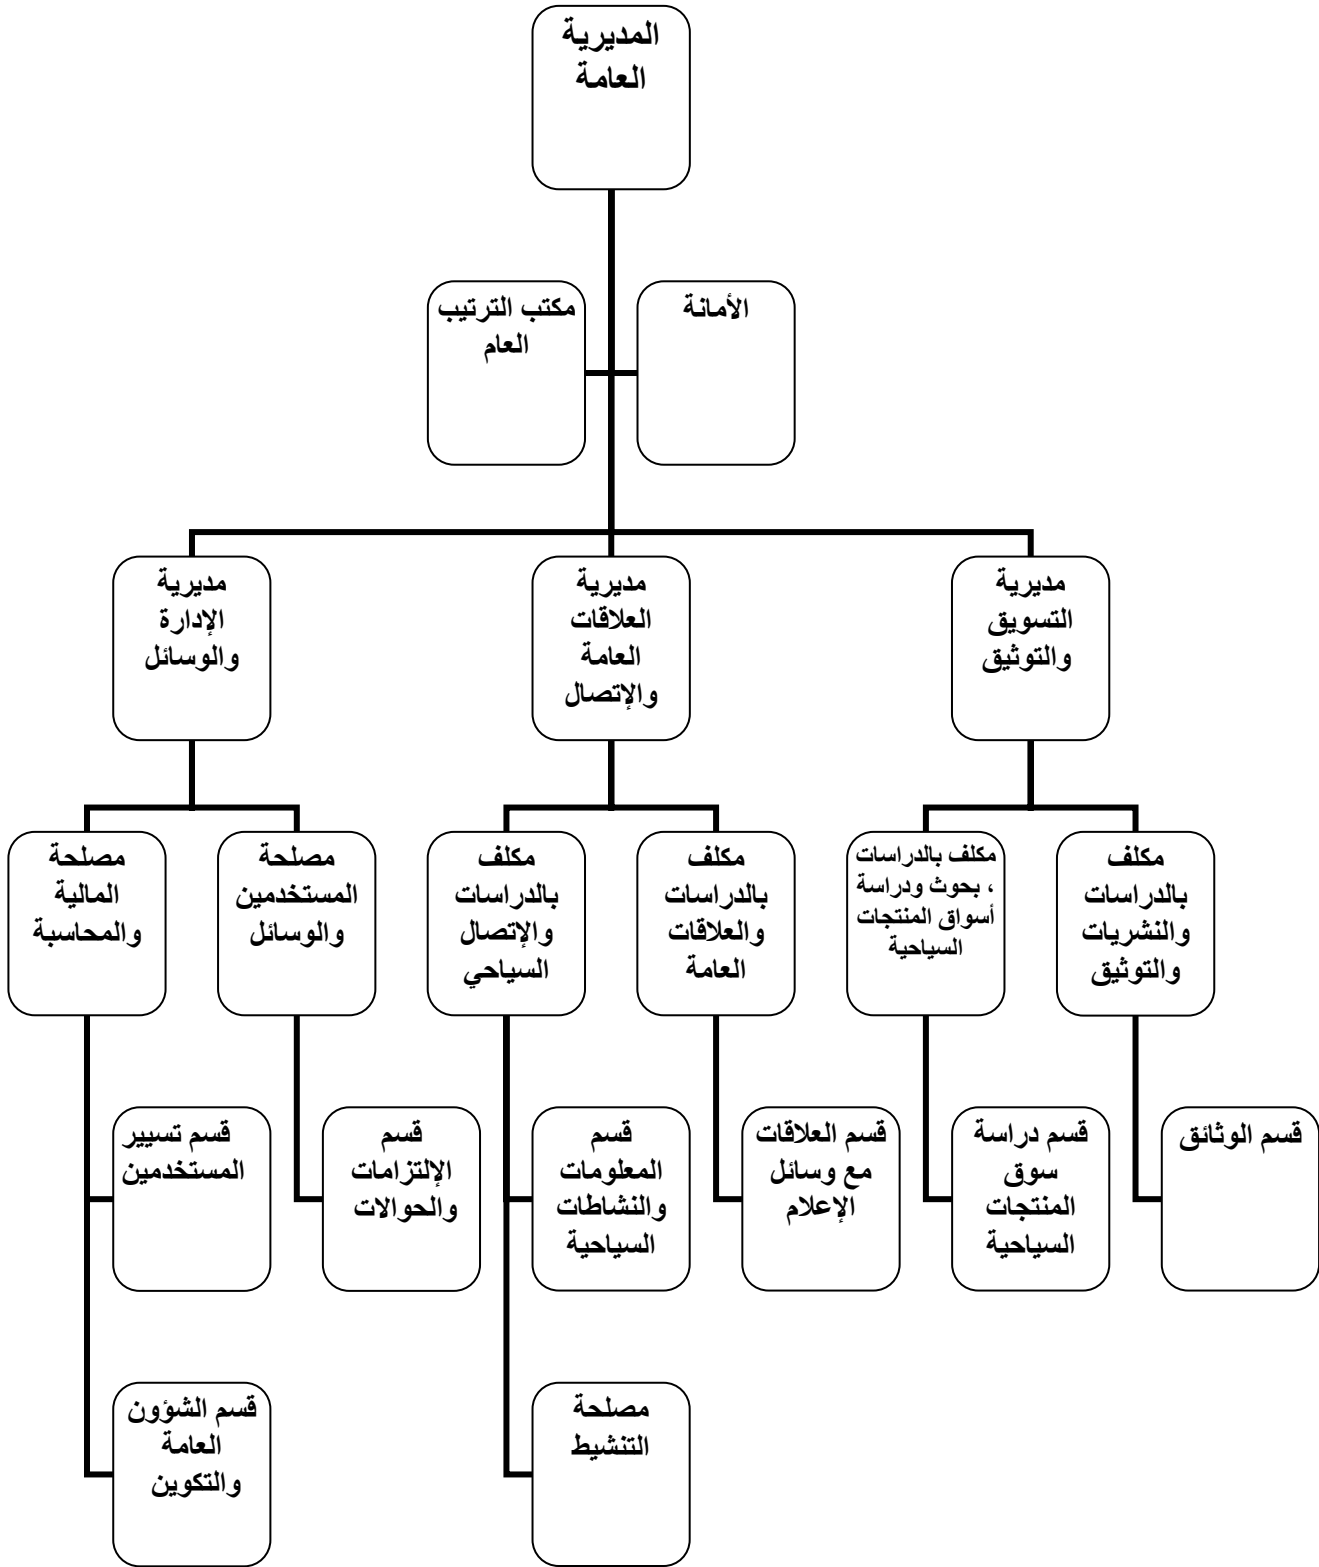 المديرية
العامة
الأمانة
مكتب الترتيب
العام
مديرية
التسويق
والتوثيق
مديرية
العلاقات
العامة
والإتصال
مديرية
الإدارة
والوسائل
مكلف
بالدراسات
والنشريات
والتوثيق
مكلف بالدراسات
، بحوث ودراسة
أسواق المنتجات
السياحية
مكلف
بالدراسات
والعلاقات
العامة
مكلف
بالدراسات
والإتصال
السياحي
مصلحة
المستخدمين
والوسائل
مصلحة
المالية
والمحاسبة
قسم الوثائق
قسم دراسة
سوق
المنتجات
السياحية
قسم العلاقات
مع وسائل
الإعلام
قسم
المعلومات
والنشاطات
السياحية
قسم
الإلتزامات
والحوالات
قسم تسيير
المستخدمين
مصلحة
التنشيط
قسم الشؤون
العامة
والتكوين